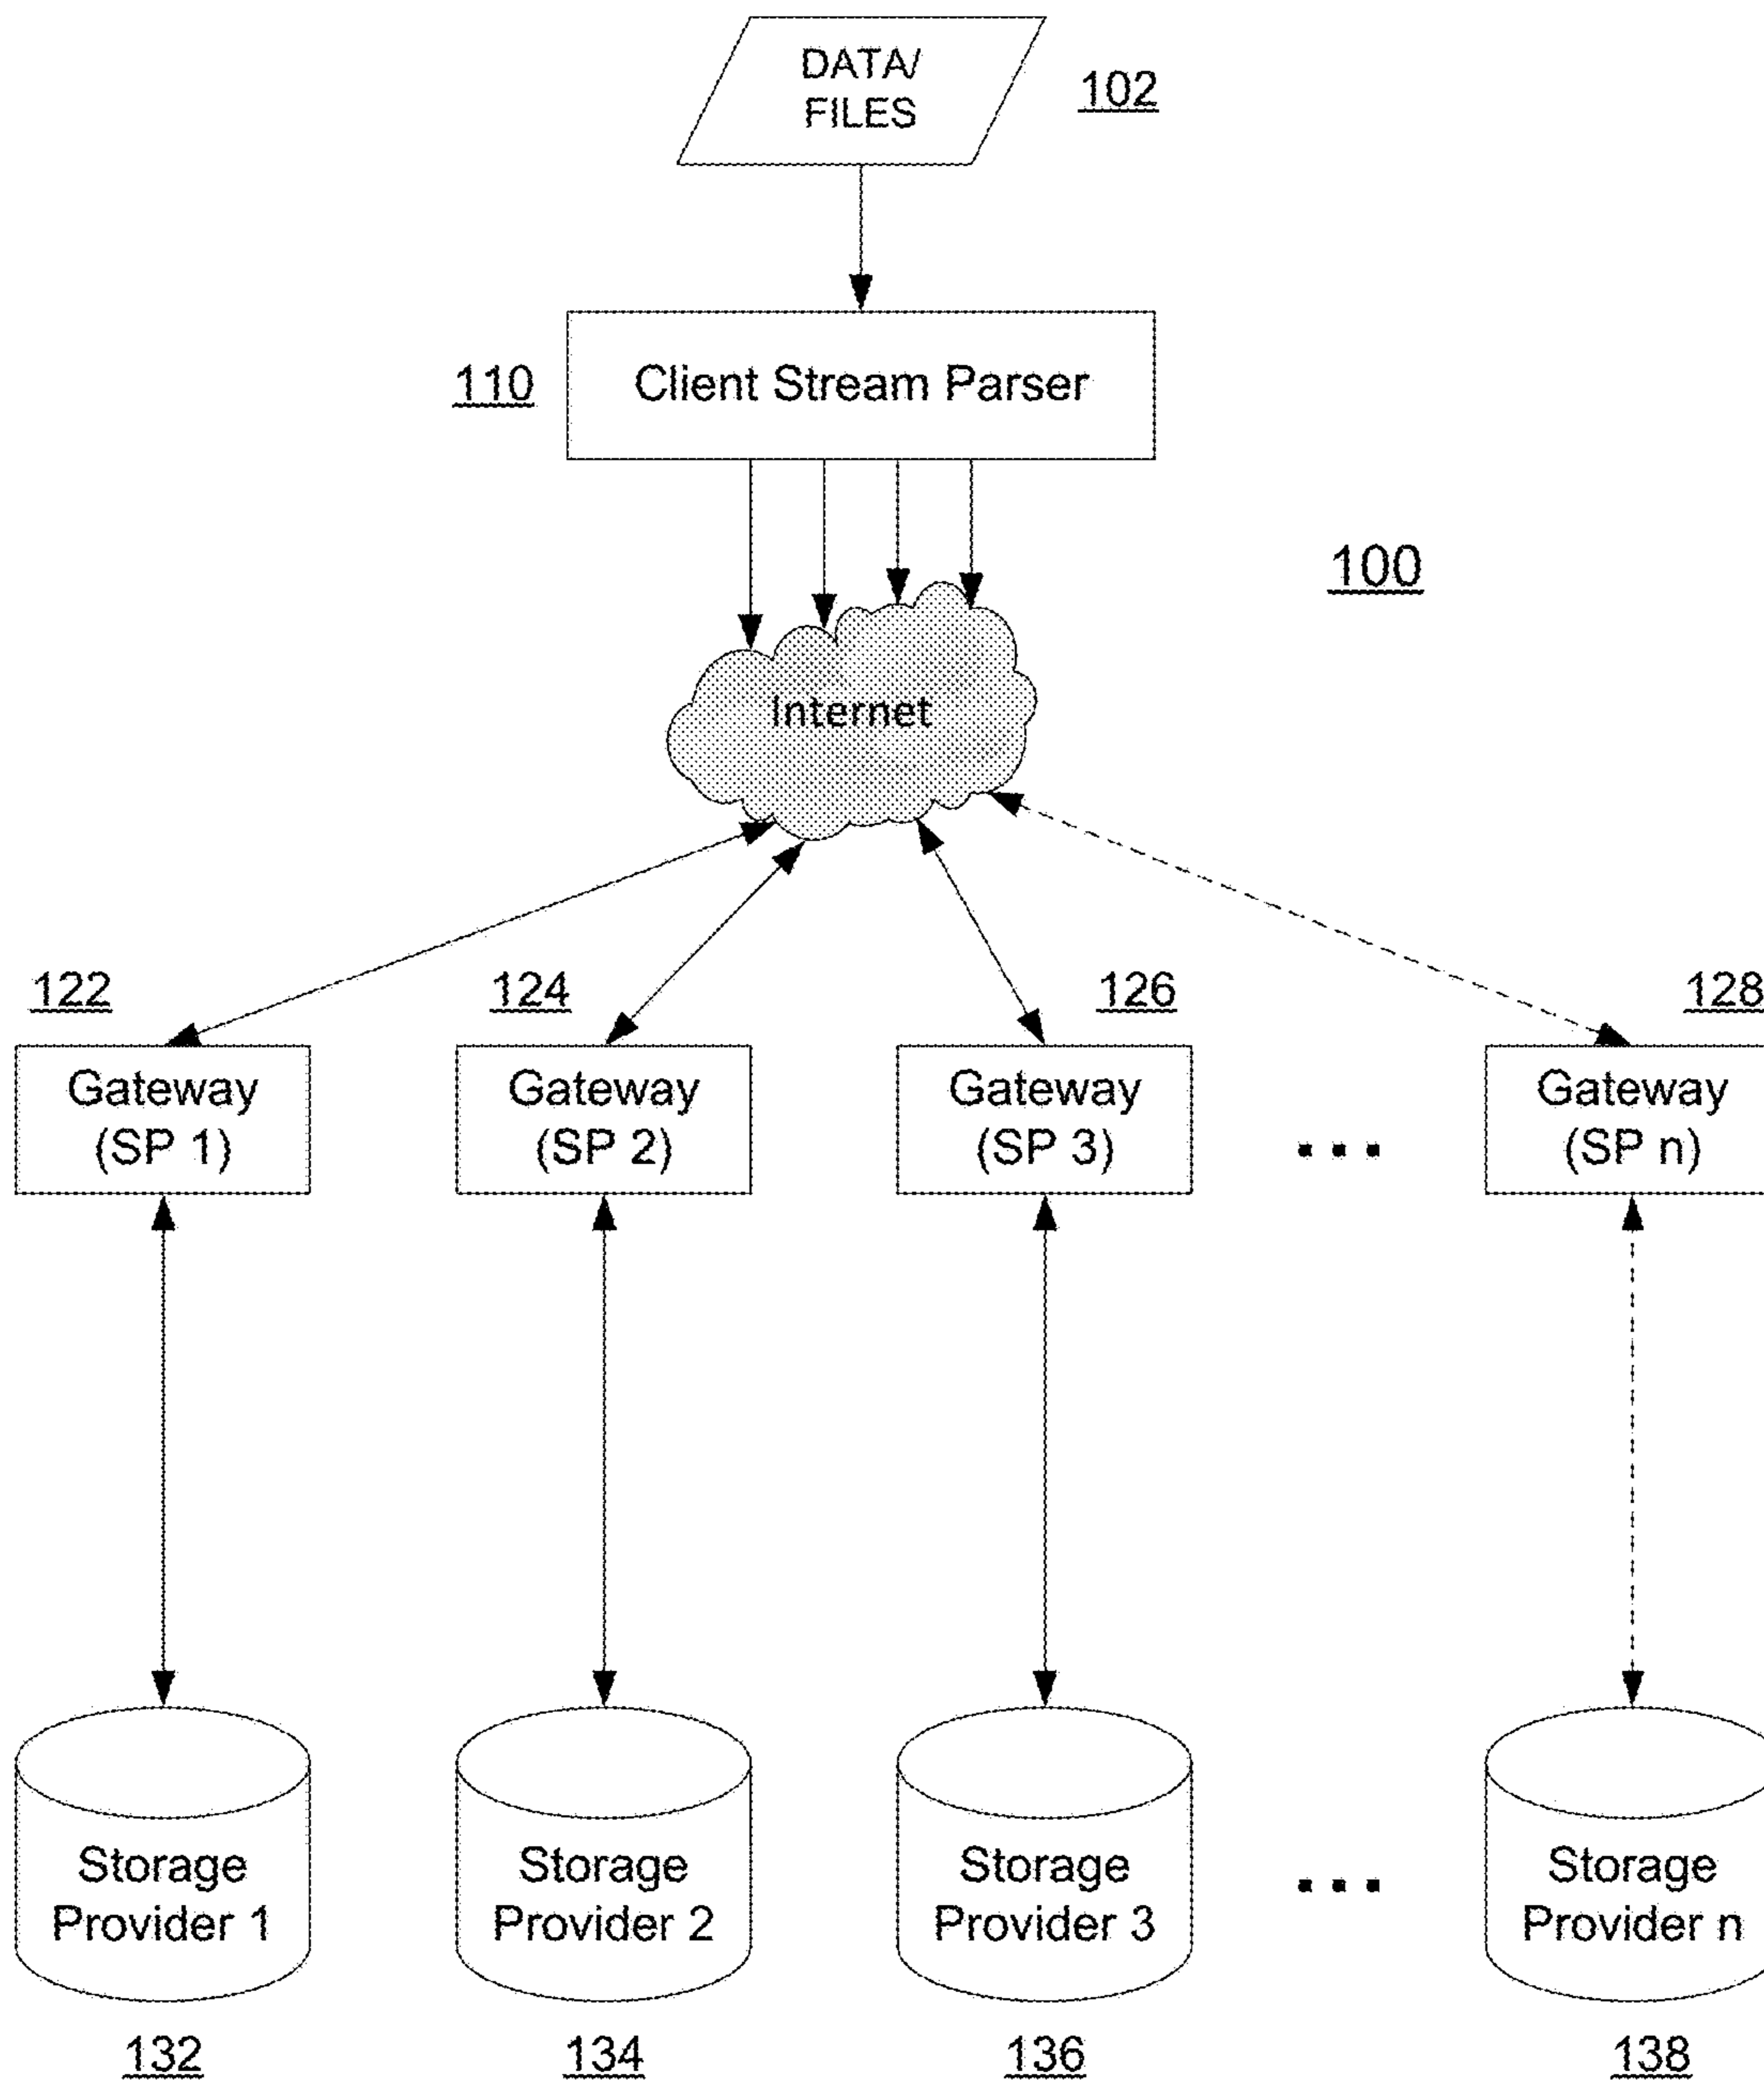 DATA/
FILES
102
110
Client Stream Parser
100
Internet
122
124
126
128
Gateway
(SP 1)
Gateway
(SP 2)
Gateway
(SP 3)
...
Gateway
(SP n)
Storage
Provider 1
Storage
Provider 2
Storage
Provider 3
...
Storage
Provider n
132
134
136
138